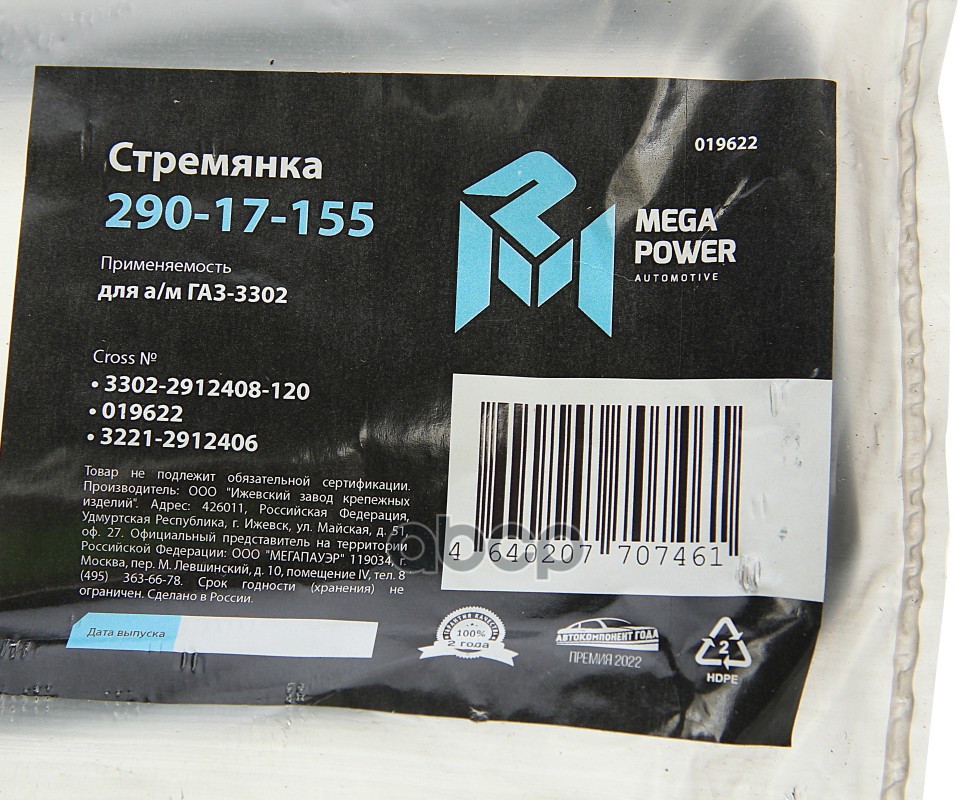 Стремянка
290-17-155
Применяемость
для а/м ГАЗ-3302
Cross №
• 3302-2912408-120
• 019622
• 3221-2912406
Товар не подлежит обязательной сертификации.
Производитель: ООО "Ижевский завод крепежных
изделий". Адрес: 426011, Российская Федерация,
Удмуртская Республика, г. Ижевск, ул. Майская, д. 51
оф. 27. Официальный представитель на территории
Российской Федерации: ООО "МЕГАПАУЭР" 119034,
Москва, пер. М. Левшинский, д. 10, помещение IV, тел. 8
(495) 363-66-78. Срок годности (хранения) не
ограничен. Сделано в России.
Дата выпуска
019622
MEGA
POWER
AUTOMOTIVE
4 640207 707461
авор
ГАРАНТИЯ КАЧЕСТВА
100%
2 года
АВТОКОМПОНЕНТ ГОДА
ПРЕМИЯ 2022
2
HDPE